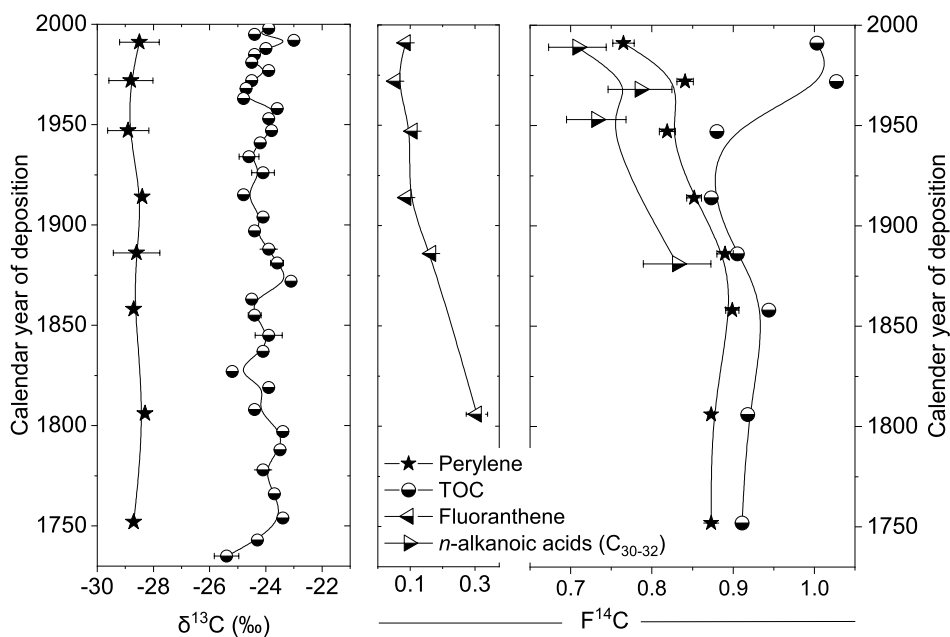 2000
1950
1900
1850
1800
1750
Calendar year of deposition
-30
-28
-26
-24
-22
δ¹³C (‰)
Perylene
TOC
Fluoranthene
n-alkanoic acids (C₃₀₋₃₂)
0.1
0.3
0.7
0.8
0.9
1.0
F¹⁴C
2000
1950
1900
1850
1800
1750
Calender year of deposition